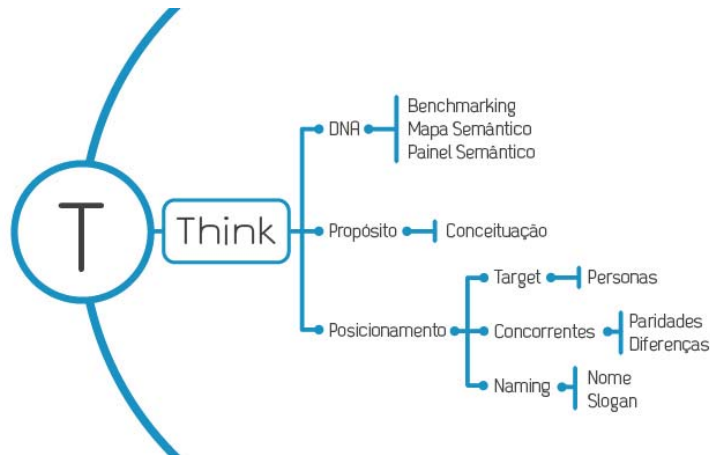 T
Think
DNA
Benchmarking
Mapa Semântico
Painel Semântico
Propósito
Conceituação
Posicionamento
Target
Personas
Concorrentes
Paridades
Diferenças
Naming
Nome
Slogan